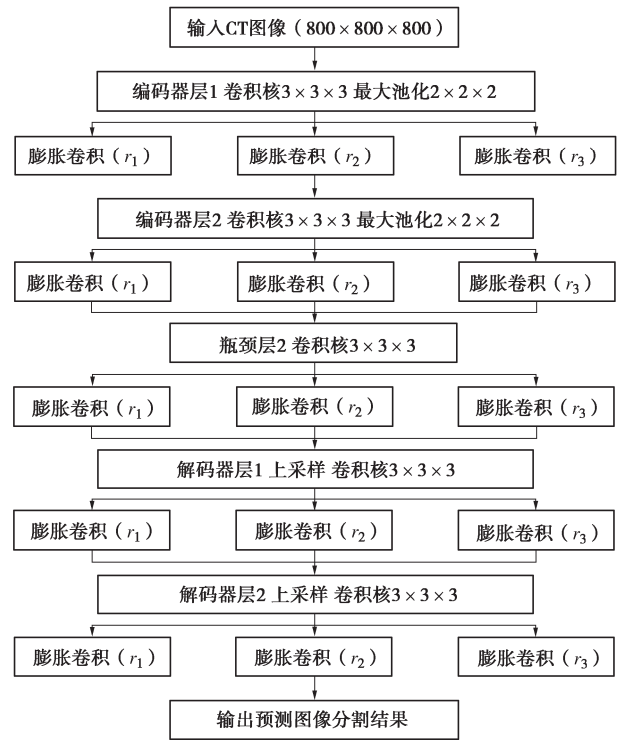 输入CT图像（800×800×800）
编码器层1 卷积核3×3×3 最大池化2×2×2
膨胀卷积（r1） 膨胀卷积（r2） 膨胀卷积（r3）
编码器层2 卷积核3×3×3 最大池化2×2×2
膨胀卷积（r1） 膨胀卷积（r2） 膨胀卷积（r3）
瓶颈层2 卷积核3×3×3
膨胀卷积（r1） 膨胀卷积（r2） 膨胀卷积（r3）
解码器层1 上采样 卷积核3×3×3
膨胀卷积（r1） 膨胀卷积（r2） 膨胀卷积（r3）
解码器层2 上采样 卷积核3×3×3
膨胀卷积（r1） 膨胀卷积（r2） 膨胀卷积（r3）
输出预测图像分割结果